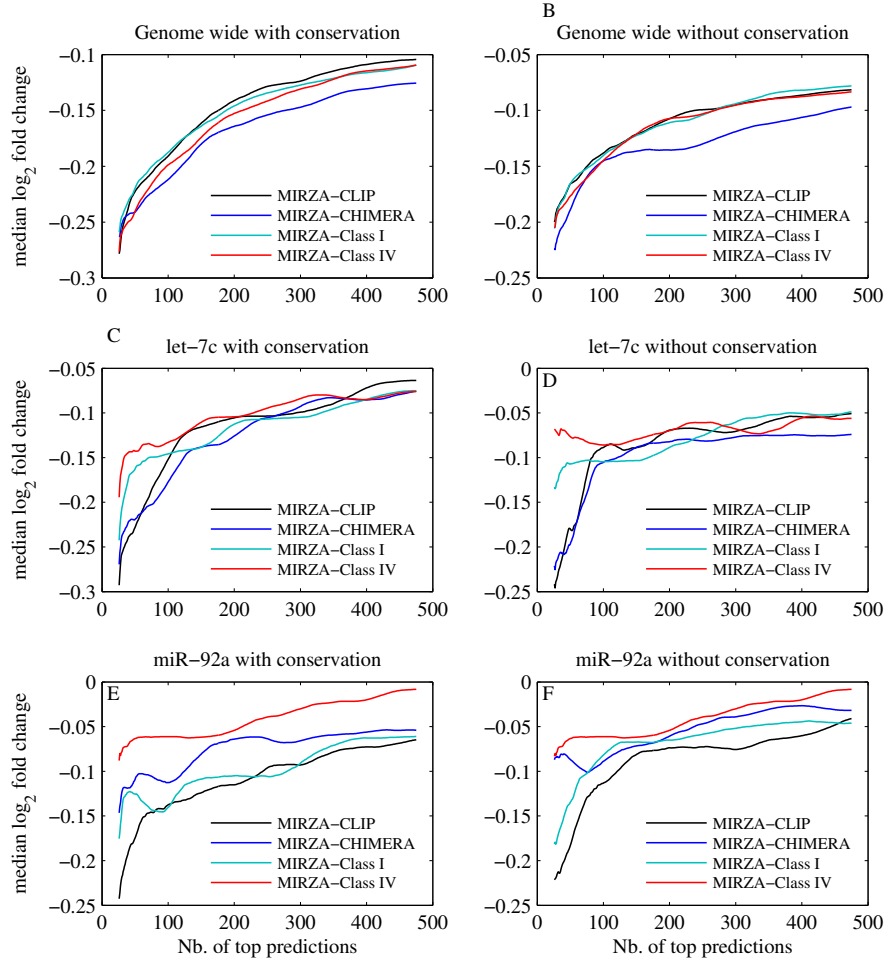 B
Genome wide with conservation
median log2 fold change
−0.1
−0.15
−0.2
−0.25
−0.3
0 100 200 300 400 500
MIRZA−CLIP
MIRZA−CHIMERA
MIRZA−Class I
MIRZA−Class IV
Genome wide without conservation
−0.05
−0.1
−0.15
−0.2
−0.25
0 100 200 300 400 500
MIRZA−CLIP
MIRZA−CHIMERA
MIRZA−Class I
MIRZA−Class IV
C
let−7c with conservation
median log2 fold change
−0.05
−0.1
−0.15
−0.2
−0.25
−0.3
0 100 200 300 400 500
MIRZA−CLIP
MIRZA−CHIMERA
MIRZA−Class I
MIRZA−Class IV
let−7c without conservation
D
0
−0.05
−0.1
−0.15
−0.2
−0.25
0 100 200 300 400 500
MIRZA−CLIP
MIRZA−CHIMERA
MIRZA−Class I
MIRZA−Class IV
miR−92a with conservation
E
median log2 fold change
0
−0.05
−0.1
−0.15
−0.2
−0.25
0 100 200 300 400 500
MIRZA−CLIP
MIRZA−CHIMERA
MIRZA−Class I
MIRZA−Class IV
Nb. of top predictions
miR−92a without conservation
F
0
−0.05
−0.1
−0.15
−0.2
−0.25
0 100 200 300 400 500
MIRZA−CLIP
MIRZA−CHIMERA
MIRZA−Class I
MIRZA−Class IV
Nb. of top predictions